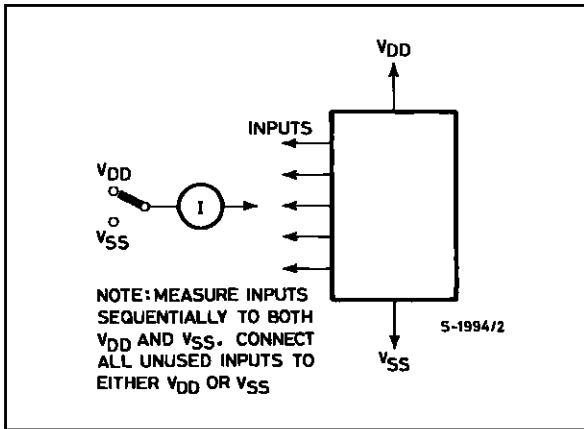 VDD
INPUTS
VDD
I
VSS
NOTE: MEASURE INPUTS
SEQUENTIALLY TO BOTH
VDD AND VSS. CONNECT
ALL UNUSED INPUTS TO
EITHER VDD OR VSS
S-1994/2
VSS